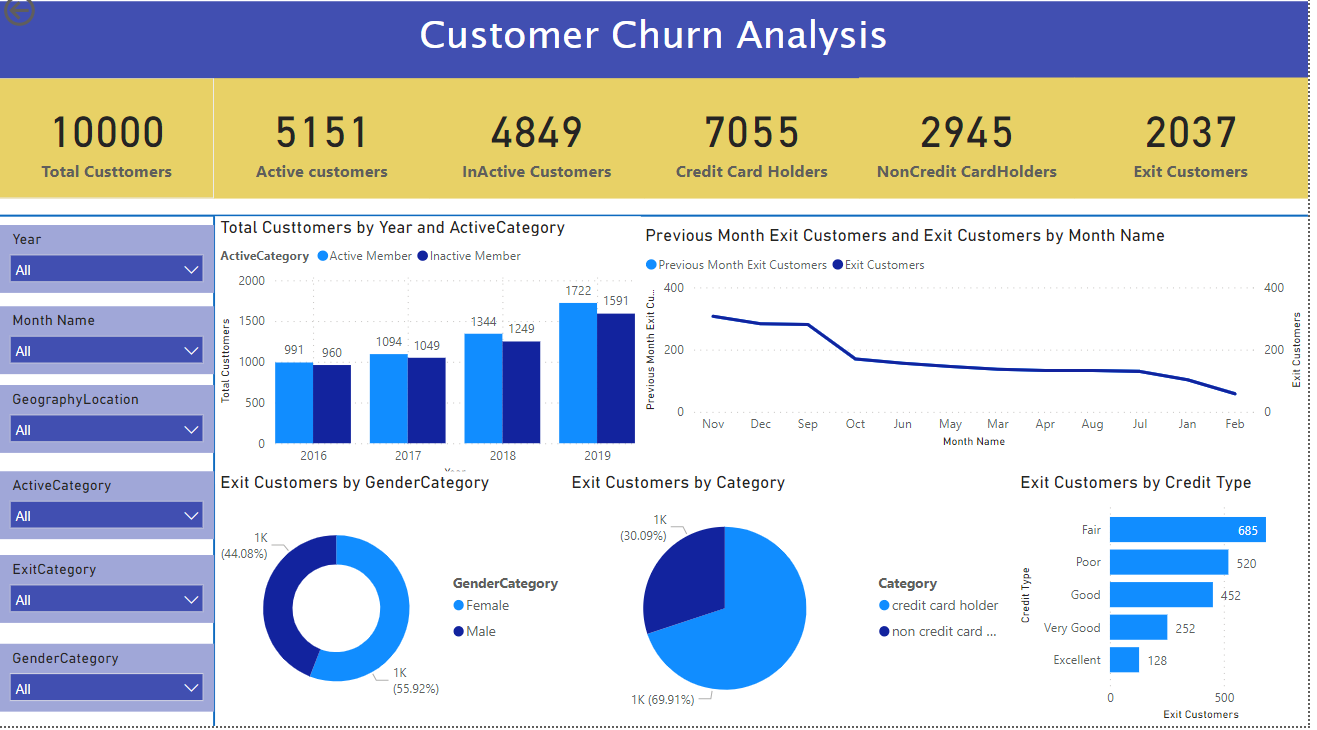 Customer Churn Analysis
10000
Total Custtomers
5151
Active customers
4849
InActive Customers
7055
Credit Card Holders
2945
NonCredit CardHolders
2037
Exit Customers
Year
All
Month Name
All
GeographyLocation
All
ActiveCategory
All
ExitCategory
All
GenderCategory
All
Total Custtomers by Year and ActiveCategory
ActiveCategory Active Member Inactive Member
Total Custtomers
2000
1500
1000
500
0
991 960
1094 1049
1344 1249
1722 1591
2016 2017 2018 2019
Previous Month Exit Customers and Exit Customers by Month Name
Previous Month Exit Customers Exit Customers
Previous Month Exit Cu...
400
200
0
400
200
0
Exit Customers
Nov Dec Sep Oct Jun May Mar Apr Aug Jul Jan Feb
Month Name
Exit Customers by GenderCategory
1K
(44.08%)
1K
(55.92%)
GenderCategory
Female
Male
Exit Customers by Category
1K
(30.09%)
1K (69.91%)
Category
credit card holder
non credit card ...
Exit Customers by Credit Type
Credit Type
Fair 685
Poor 520
Good 452
Very Good 252
Excellent 128
0 500
Exit Customers